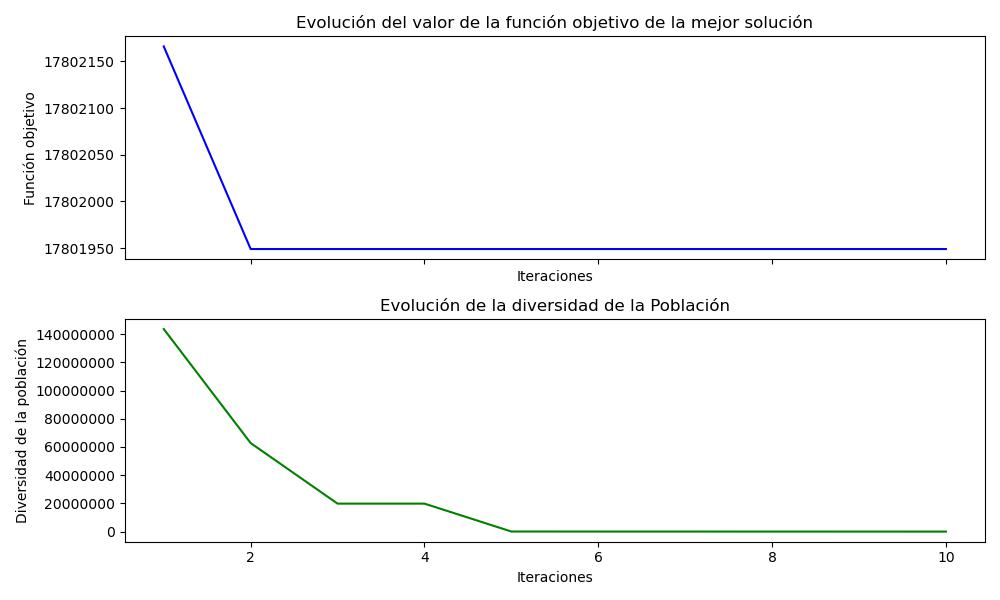 Evolución del valor de la función objetivo de la mejor solución
17802150
17802100
17802050
17802000
17801950
Función objetivo
Iteraciones
Evolución de la diversidad de la Población
140000000
120000000
100000000
80000000
60000000
40000000
20000000
0
Diversidad de la población
2 4 6 8 10
Iteraciones